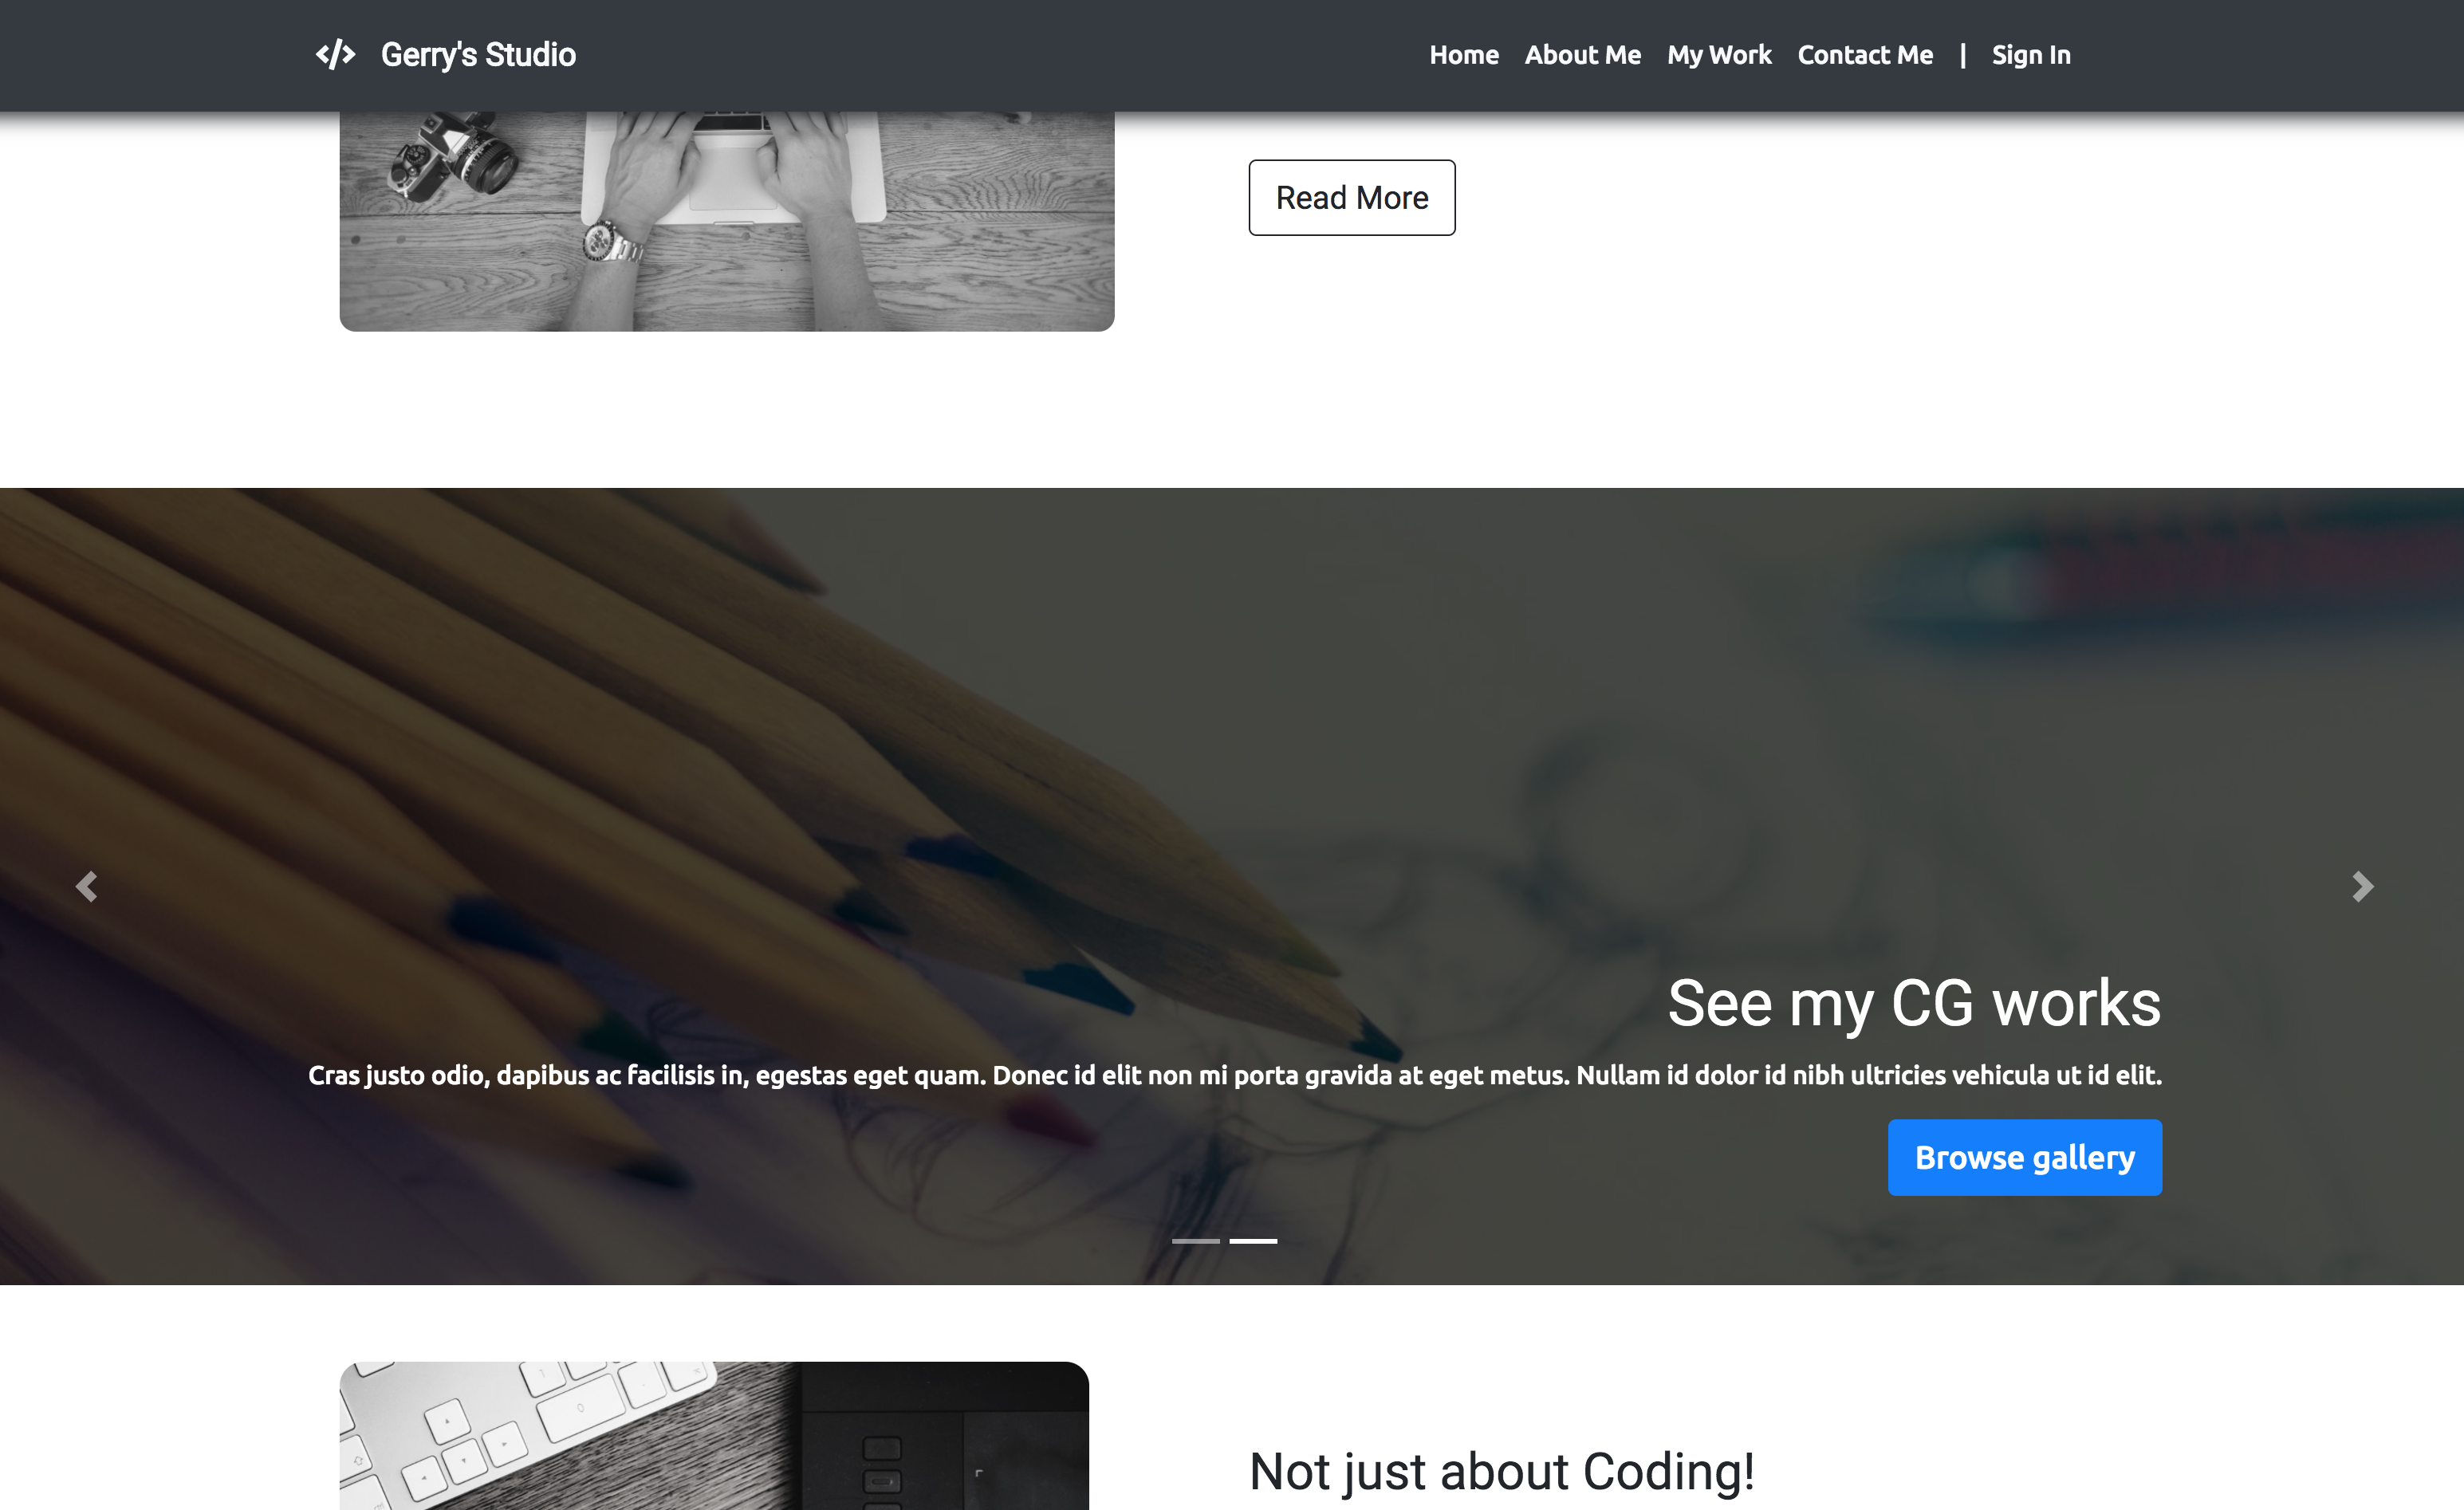 Gerry's Studio
Home About Me My Work Contact Me | Sign In
Read More
See my CG works
Cras justo odio, dapibus ac facilisis in, egestas eget quam. Donec id elit non mi porta gravida at eget metus. Nullam id dolor id nibh ultricies vehicula ut id elit.
Browse gallery
Not just about Coding!